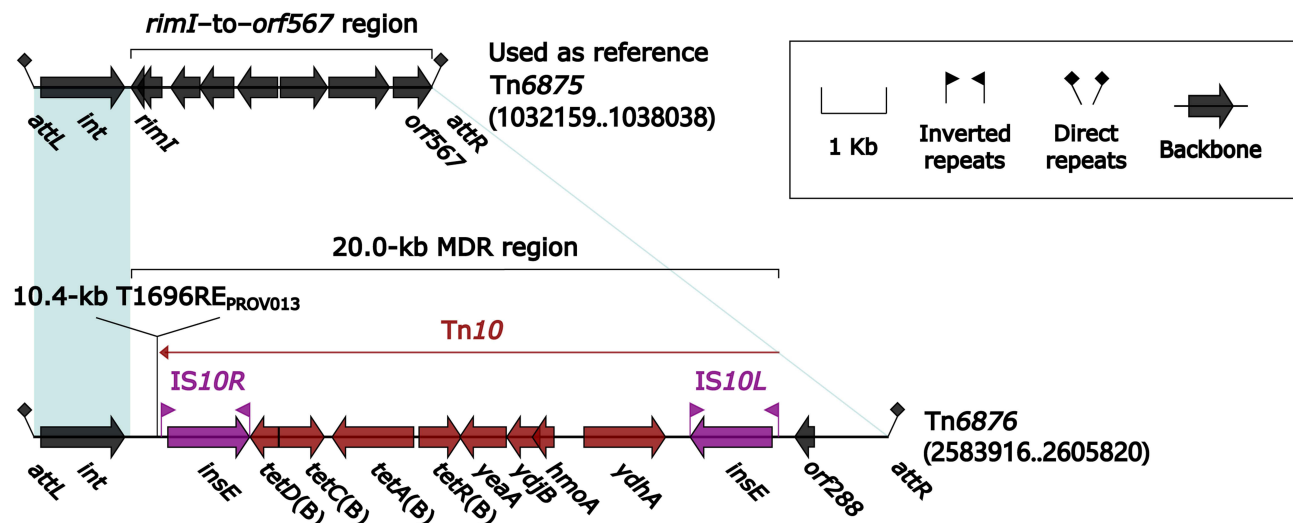 rimI–to–orf567 region
Used as reference
Tn6875
(1032159..1038038)
attL
int
rimI
orf567
attR
1 Kb
Inverted
repeats
Direct
repeats
Backbone
20.0-kb MDR region
10.4-kb T1696RE PROV013
Tn10
IS10R
IS10L
Tn6876
(2583916..2605820)
attL
int
insE
tetD(B)
tetC(B)
tetA(B)
tetR(B)
yeaA
ydjB
hmoA
ydhA
insE
orf288
attR